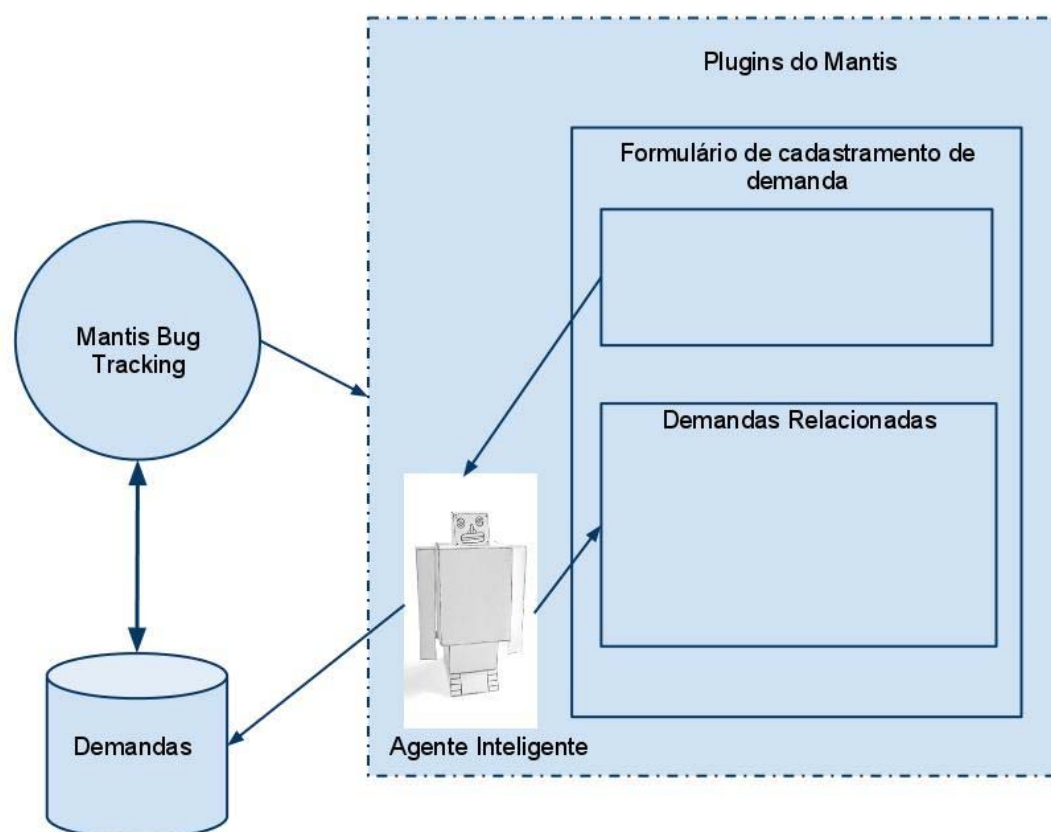 Plugins do Mantis
Formulário de cadastramento de
demanda
Mantis Bug
Tracking
Demandas Relacionadas
Demandas
Agente Inteligente